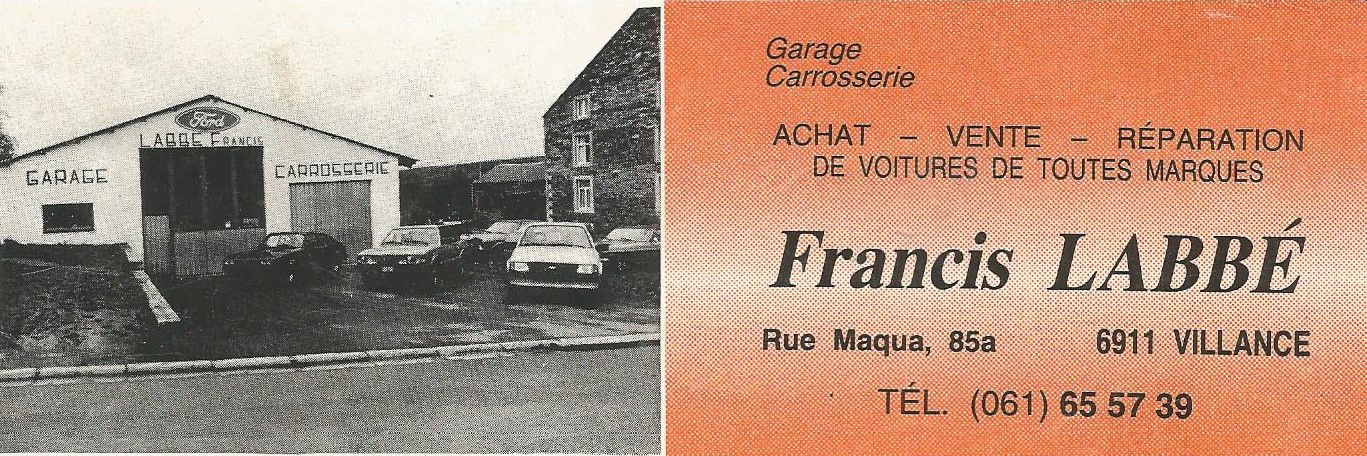 Ford
LABBE FRANCIS
GARAGE
CARROSSERIE
Garage
Carrosserie
ACHAT – VENTE – RÉPARATION
DE VOITURES DE TOUTES MARQUES
Francis LABBÉ
Rue Maqua, 85a 6911 VILLANCE
TÉL. (061) 65 57 39